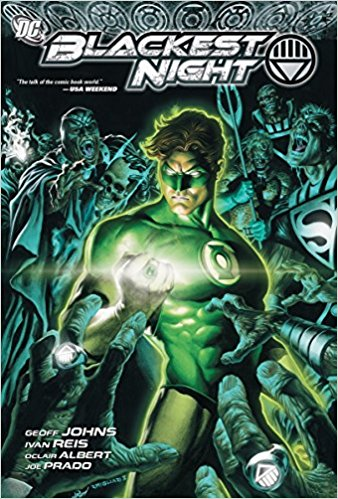 DC
BLACKEST
NIGHT
"The talk of the comic book world."
— USA WEEKEND
GEOFF JOHNS
IVAN REIS
OCLAIR ALBERT
JOE PRADO